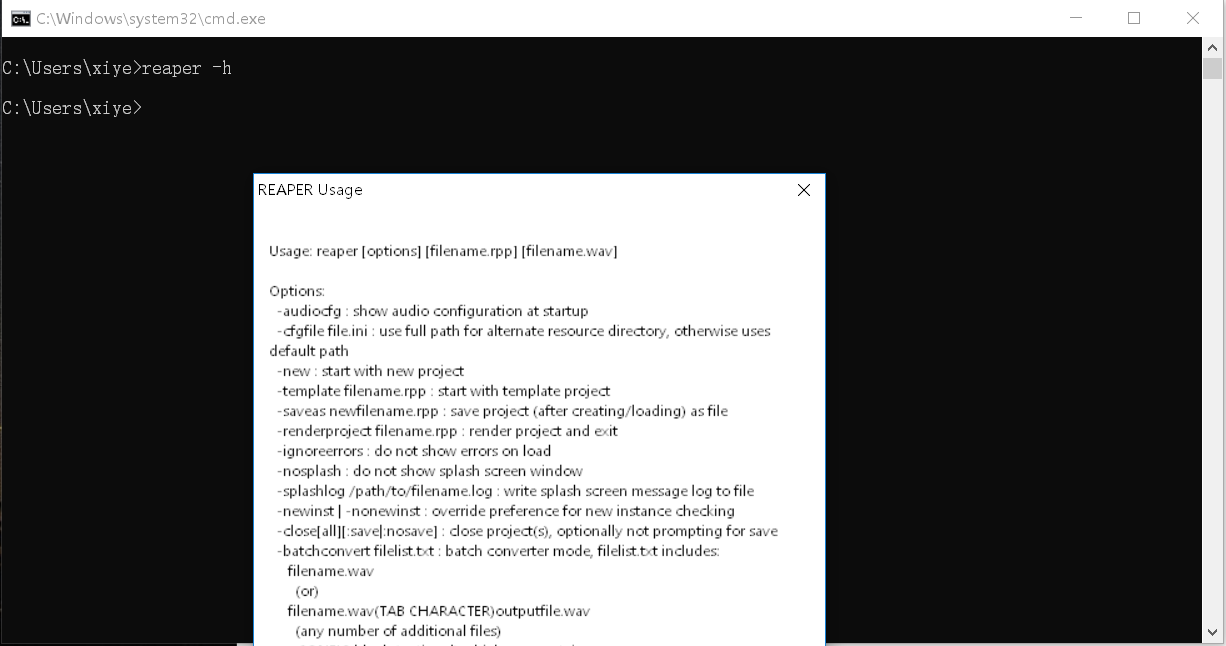 C:\Windows\system32\cmd.exe
C:\Users\xiye>reaper -h
C:\Users\xiye>
REAPER Usage
Usage: reaper [options] [filename.rpp] [filename.wav]
Options:
-audiocfg : show audio configuration at startup
-cfgfile file.ini : use full path for alternate resource directory, otherwise uses
default path
-new : start with new project
-template filename.rpp : start with template project
-saveas newfilename.rpp : save project (after creating/loading) as file
-renderproject filename.rpp : render project and exit
-ignoreerrors : do not show errors on load
-nosplash : do not show splash screen window
-splashlog /path/to/filename.log : write splash screen message log to file
-newinst | -nonewinst : override preference for new instance checking
-close[all][:save|:nosave] : close project(s), optionally not prompting for save
-batchconvert filelist.txt : batch converter mode, filelist.txt includes:
filename.wav
(or)
filename.wav(TAB CHARACTER)outputfile.wav
(any number of additional files)